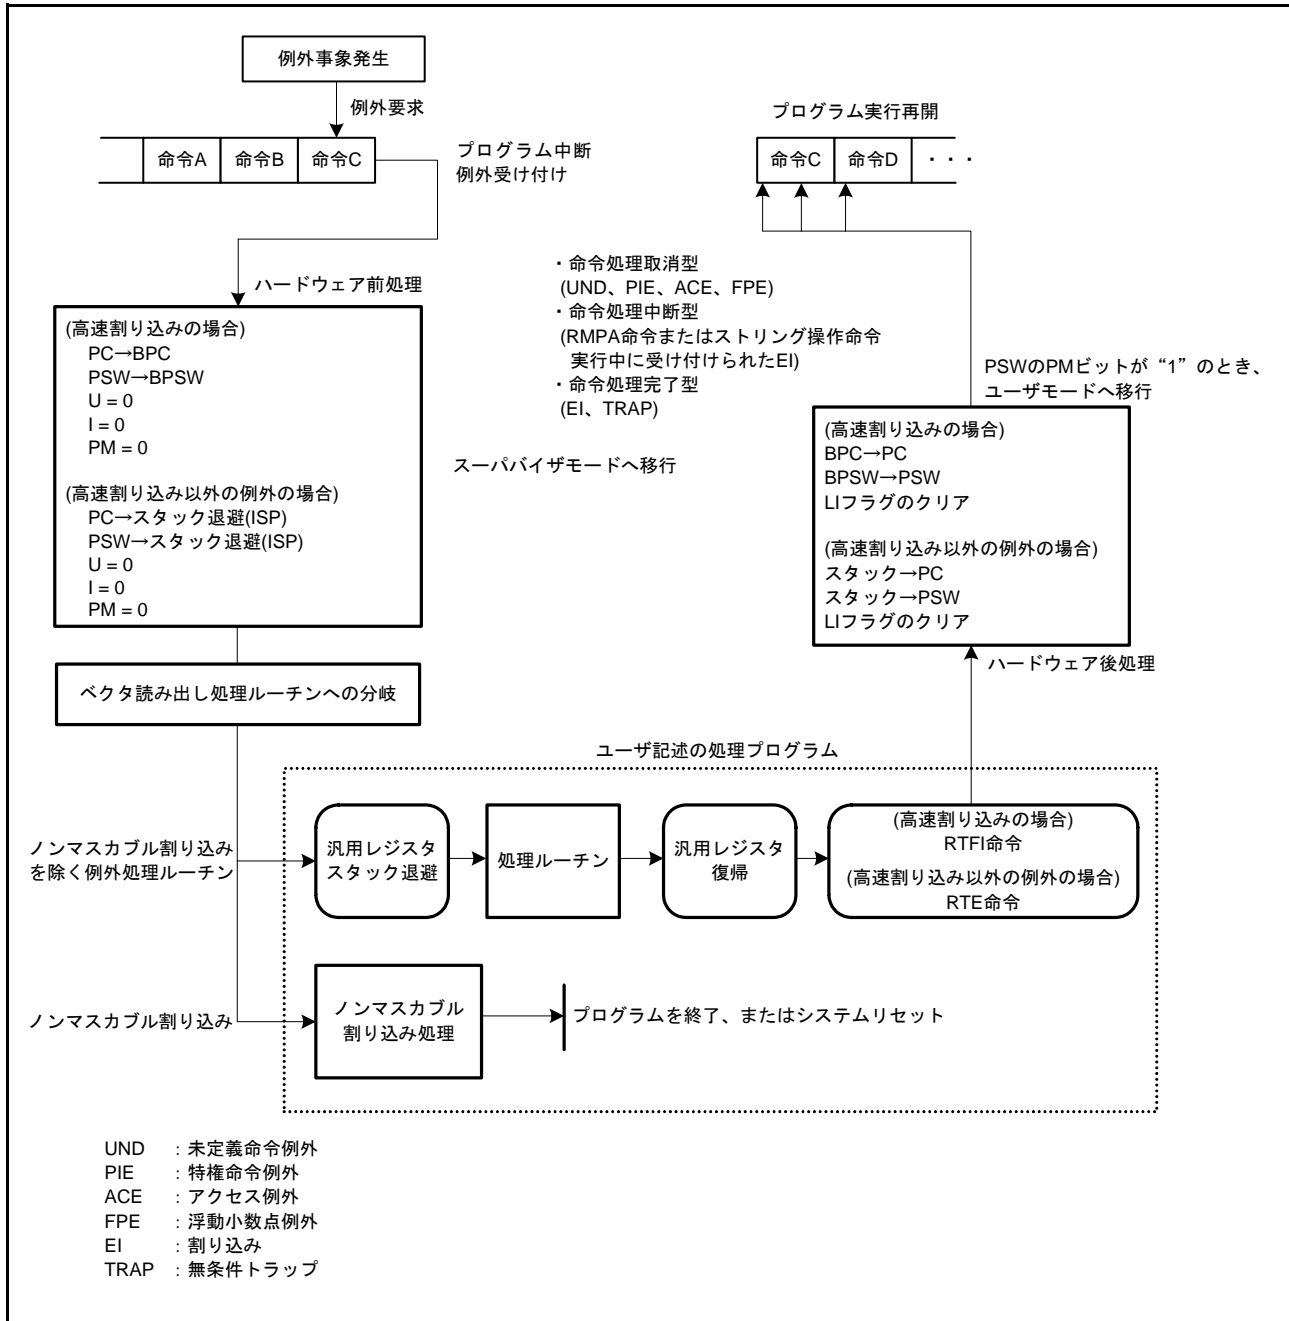 例外事象発生
例外要求
プログラム実行再開
命令A 命令B 命令C
プログラム中断
例外受け付け
命令C 命令D ・・・
ハードウェア前処理
・命令処理取消型
(UND、PIE、ACE、FPE)
・命令処理中断型
(RMPA命令またはストリング操作命令
実行中に受け付けられたEI)
・命令処理完了型
(EI、TRAP)
PSWのPMビットが“1”のとき、
ユーザモードへ移行
(高速割り込みの場合)
PC→BPC
PSW→BPSW
U = 0
I = 0
PM = 0
(高速割り込み以外の例外の場合)
PC→スタック退避(ISP)
PSW→スタック退避(ISP)
U = 0
I = 0
PM = 0
スーパバイザモードへ移行
(高速割り込みの場合)
BPC→PC
BPSW→PSW
LIフラグのクリア
(高速割り込み以外の例外の場合)
スタック→PC
スタック→PSW
LIフラグのクリア
ハードウェア後処理
ベクタ読み出し処理ルーチンへの分岐
ユーザ記述の処理プログラム
ノンマスカブル割り込み
を除く例外処理ルーチン
汎用レジスタ
スタック退避
処理ルーチン
汎用レジスタ
復帰
(高速割り込みの場合)
RTFI命令
(高速割り込み以外の例外の場合)
RTE命令
ノンマスカブル割り込み
ノンマスカブル
割り込み処理
プログラムを終了、またはシステムリセット
UND : 未定義命令例外
PIE : 特権命令例外
ACE : アクセス例外
FPE : 浮動小数点例外
EI : 割り込み
TRAP : 無条件トラップ